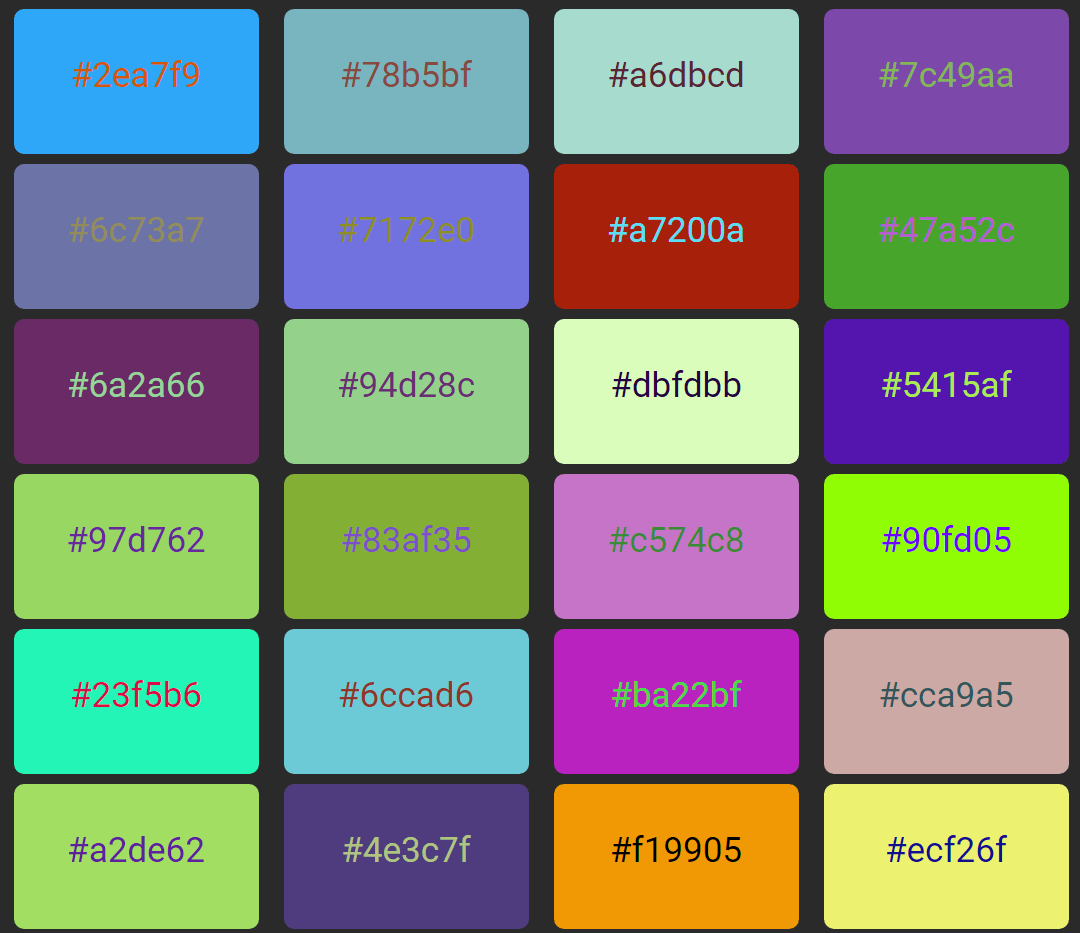 #2ea7f9 #78b5bf #a6dbcd #7c49aa
#6c73a7 #7172e0 #a7200a #47a52c
#6a2a66 #94d28c #dbfdbb #5415af
#97d762 #83af35 #c574c8 #90fd05
#23f5b6 #6ccad6 #ba22bf #cca9a5
#a2de62 #4e3c7f #f19905 #ecf26f